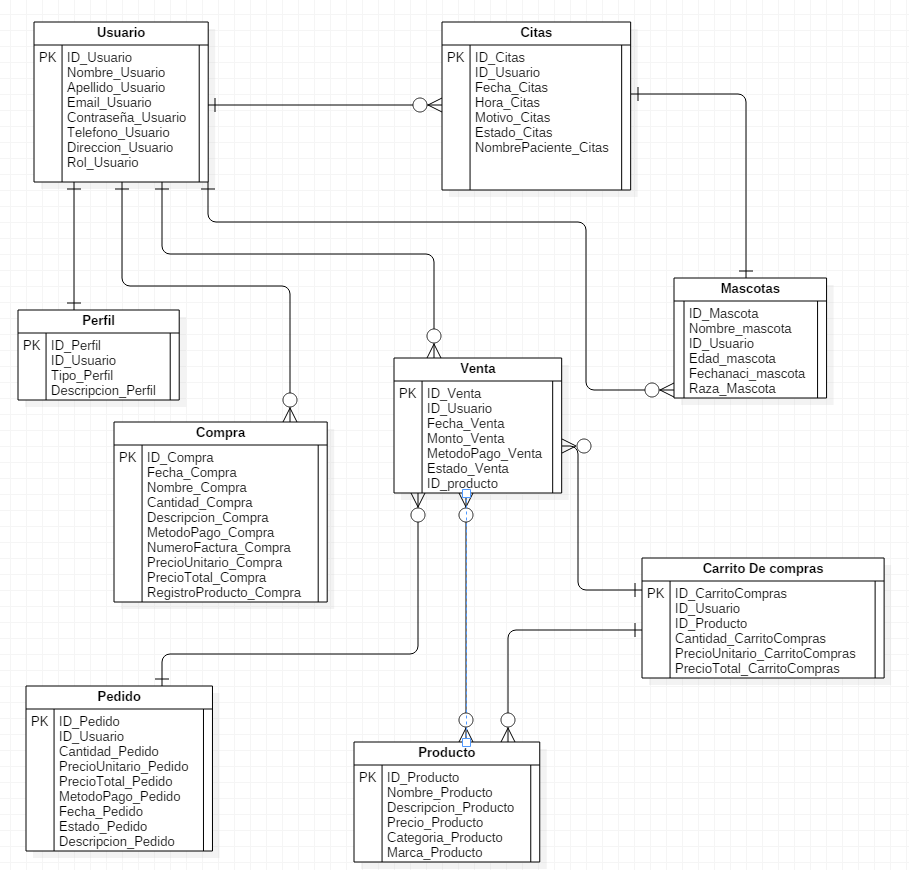 Usuario
PK
ID_Usuario
Nombre_Usuario
Apellido_Usuario
Email_Usuario
Contraseña_Usuario
Telefono_Usuario
Direccion_Usuario
Rol_Usuario
Citas
PK
ID_Citas
ID_Usuario
Fecha_Citas
Hora_Citas
Motivo_Citas
Estado_Citas
NombrePaciente_Citas
Mascotas
ID_Mascota
Nombre_mascota
ID_Usuario
Edad_mascota
Fechanaci_mascota
Raza_Mascota
Perfil
PK
ID_Perfil
ID_Usuario
Tipo_Perfil
Descripcion_Perfil
Venta
PK
ID_Venta
ID_Usuario
Fecha_Venta
Monto_Venta
MetodoPago_Venta
Estado_Venta
ID_producto
Compra
PK
ID_Compra
Fecha_Compra
Nombre_Compra
Cantidad_Compra
Descripcion_Compra
MetodoPago_Compra
NumeroFactura_Compra
PrecioUnitario_Compra
PrecioTotal_Compra
RegistroProducto_Compra
Carrito De compras
PK
ID_CarritoCompras
ID_Usuario
ID_Producto
Cantidad_CarritoCompras
PrecioUnitario_CarritoCompras
PrecioTotal_CarritoCompras
Pedido
PK
ID_Pedido
ID_Usuario
Cantidad_Pedido
PrecioUnitario_Pedido
PrecioTotal_Pedido
MetodoPago_Pedido
Fecha_Pedido
Estado_Pedido
Descripcion_Pedido
Producto
PK
ID_Producto
Nombre_Producto
Descripcion_Producto
Precio_Producto
Categoria_Producto
Marca_Producto